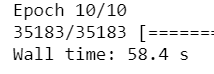 Epoch 10/10
35183/35183 [=======
Wall time: 58.4 s